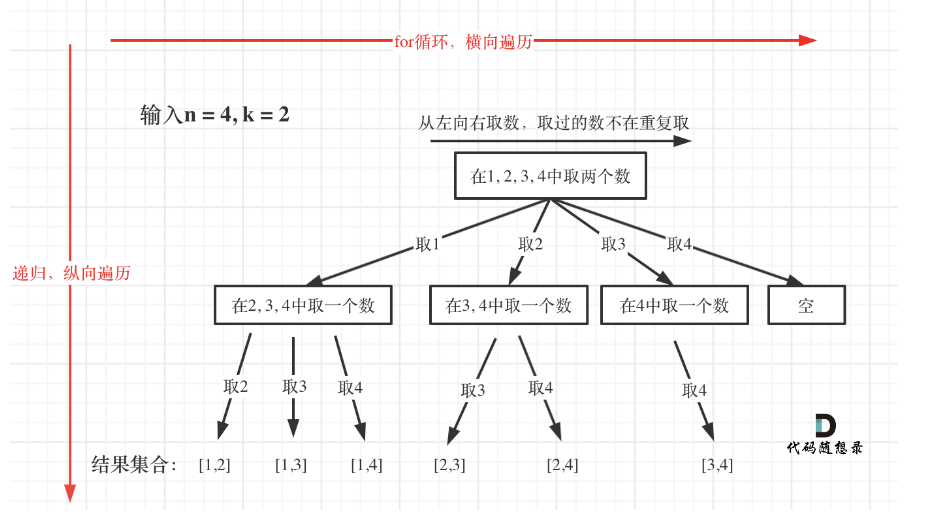 for循环，横向遍历
输入n = 4, k = 2
从左向右取数，取过的数不在重复取
在1, 2, 3, 4中取两个数
取1
取2
取3
取4
递归、纵向遍历
在2, 3, 4中取一个数
在3, 4中取一个数
在4中取一个数
空
取2
取3
取4
取3
取4
取4
代码随想录
结果集合：
[1,2]
[1,3]
[1,4]
[2,3]
[2,4]
[3,4]